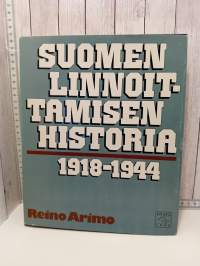 SUOMEN
LINNOIT-
TAMISEN
HISTORIA
1918-1944
Reino Arimo